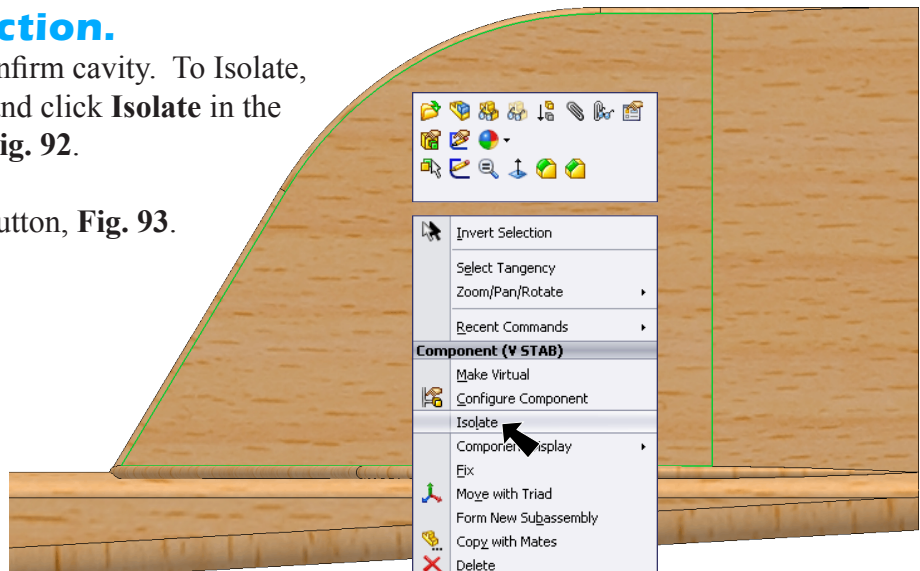 ction.
nfirm cavity. To Isolate,
nd click Isolate in the
ig. 92.
utton, Fig. 93.
Invert Selection
Select Tangency
Zoom/Pan/Rotate
Recent Commands
Component (V STAB)
Make Virtual
Configure Component
Isolate
Component Display
Fix
Move with Triad
Form New Subassembly
Copy with Mates
Delete